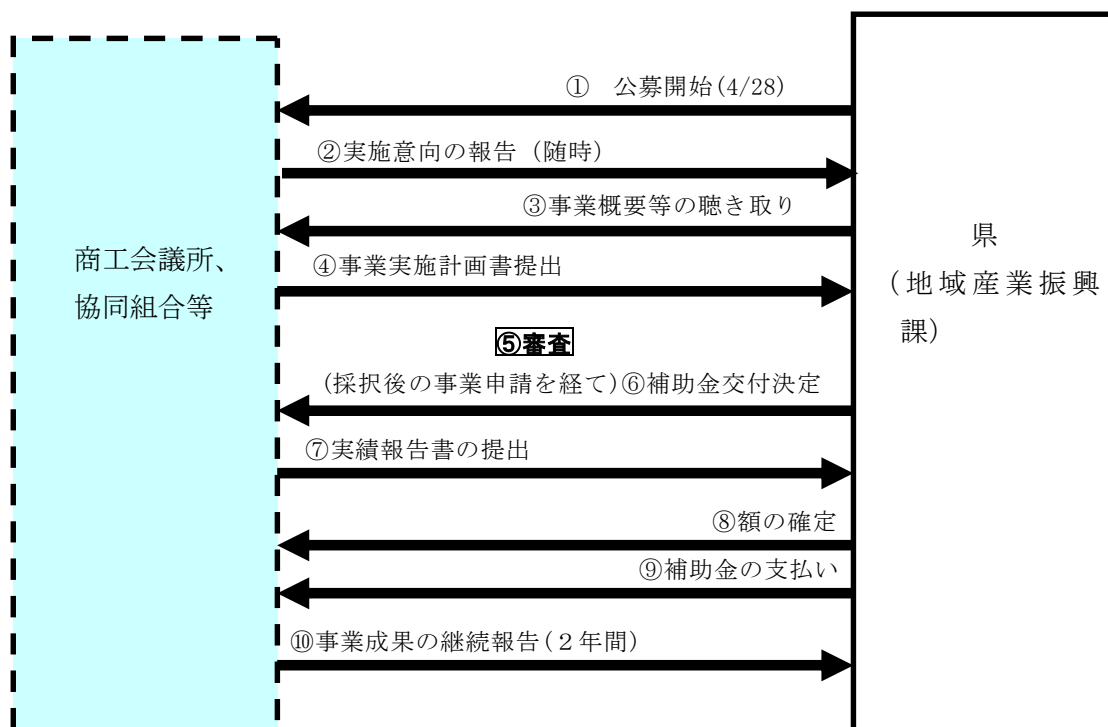 ① 公募開始(4/28)
②実施意向の報告（随時）
③事業概要等の聴き取り
商工会議所、
協同組合等
県
（地域産業振興
課）
④事業実施計画書提出
⑤審査
(採択後の事業申請を経て)⑥補助金交付決定
⑦実績報告書の提出
⑧額の確定
⑨補助金の支払い
⑩事業成果の継続報告(２年間)